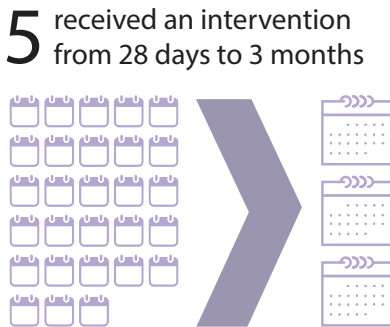 5 received an intervention
from 28 days to 3 months